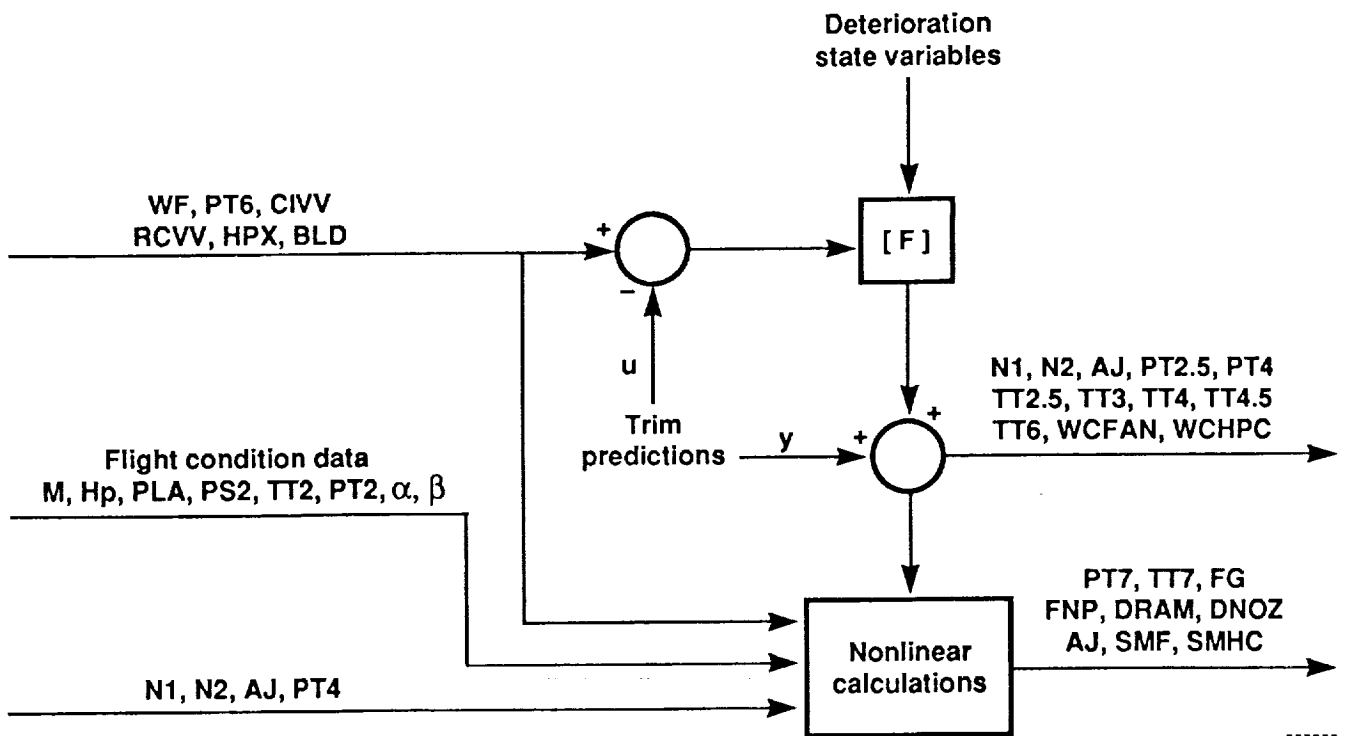 Deterioration
state variables
WF, PT6, CIVV
RCVV, HPX, BLD
+
−
[ F ]
u
Trim
predictions
y
+
+
N1, N2, AJ, PT2.5, PT4
TT2.5, TT3, TT4, TT4.5
TT6, WCFAN, WCHPC
Flight condition data
M, Hp, PLA, PS2, TT2, PT2, α, β
N1, N2, AJ, PT4
Nonlinear
calculations
PT7, TT7, FG
FNP, DRAM, DNOZ
AJ, SMF, SMHC